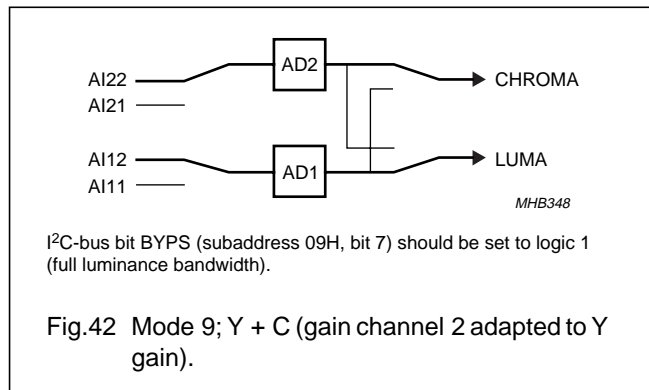 AD2
AI22
CHROMA
AI21
AI12
LUMA
AD1
AI11
MHB348
I²C-bus bit BYPS (subaddress 09H, bit 7) should be set to logic 1
(full luminance bandwidth).
Fig.42 Mode 9; Y + C (gain channel 2 adapted to Y
gain).